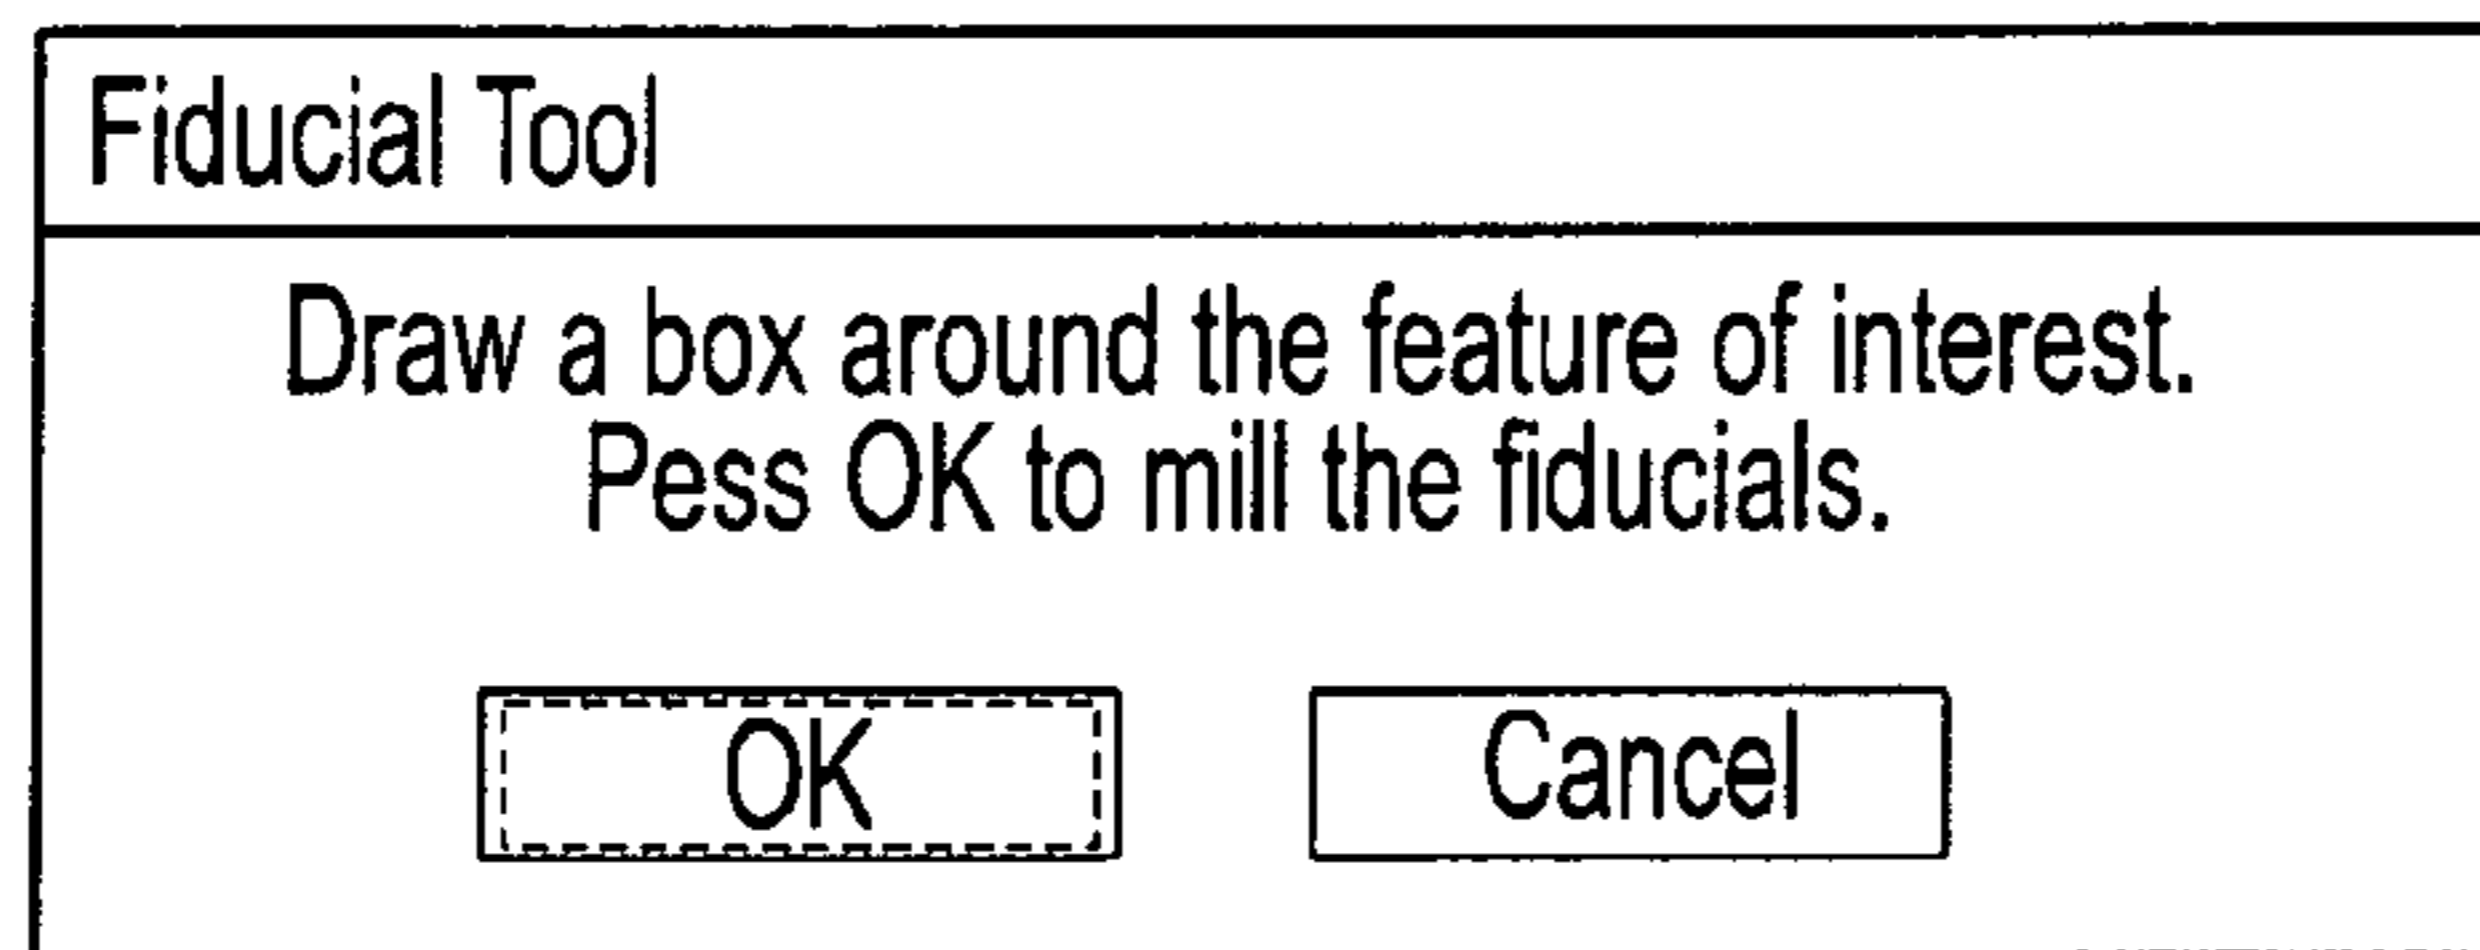 Fiducial Tool
Draw a box around the feature of interest.
Pess OK to mill the fiducials.
OK
Cancel